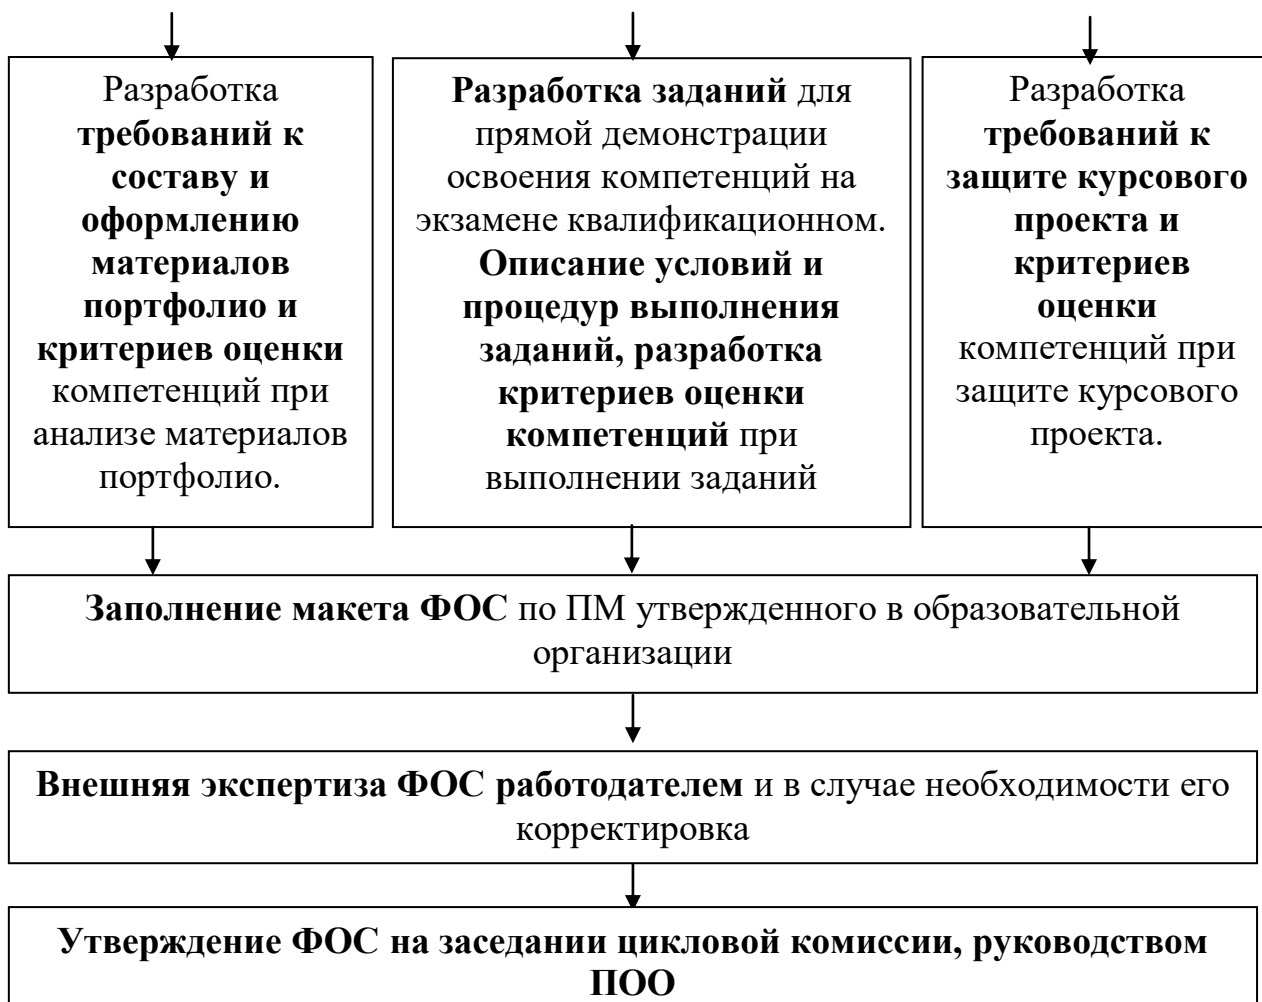 Разработка
требований к
составу и
оформлению
материалов
портфолио и
критериев оценки
компетенций при
анализе материалов
портфолио.
Разработка заданий для
прямой демонстрации
освоения компетенций на
экзамене квалификационном.
Описание условий и
процедур выполнения
заданий, разработка
критериев оценки
компетенций при
выполнении заданий
Разработка
требований к
защите курсового
проекта и
критериев
оценки
компетенций при
защите курсового
проекта.
Заполнение макета ФОС по ПМ утвержденного в образовательной
организации
Внешняя экспертиза ФОС работодателем и в случае необходимости его
корректировка
Утверждение ФОС на заседании цикловой комиссии, руководством
ПОО